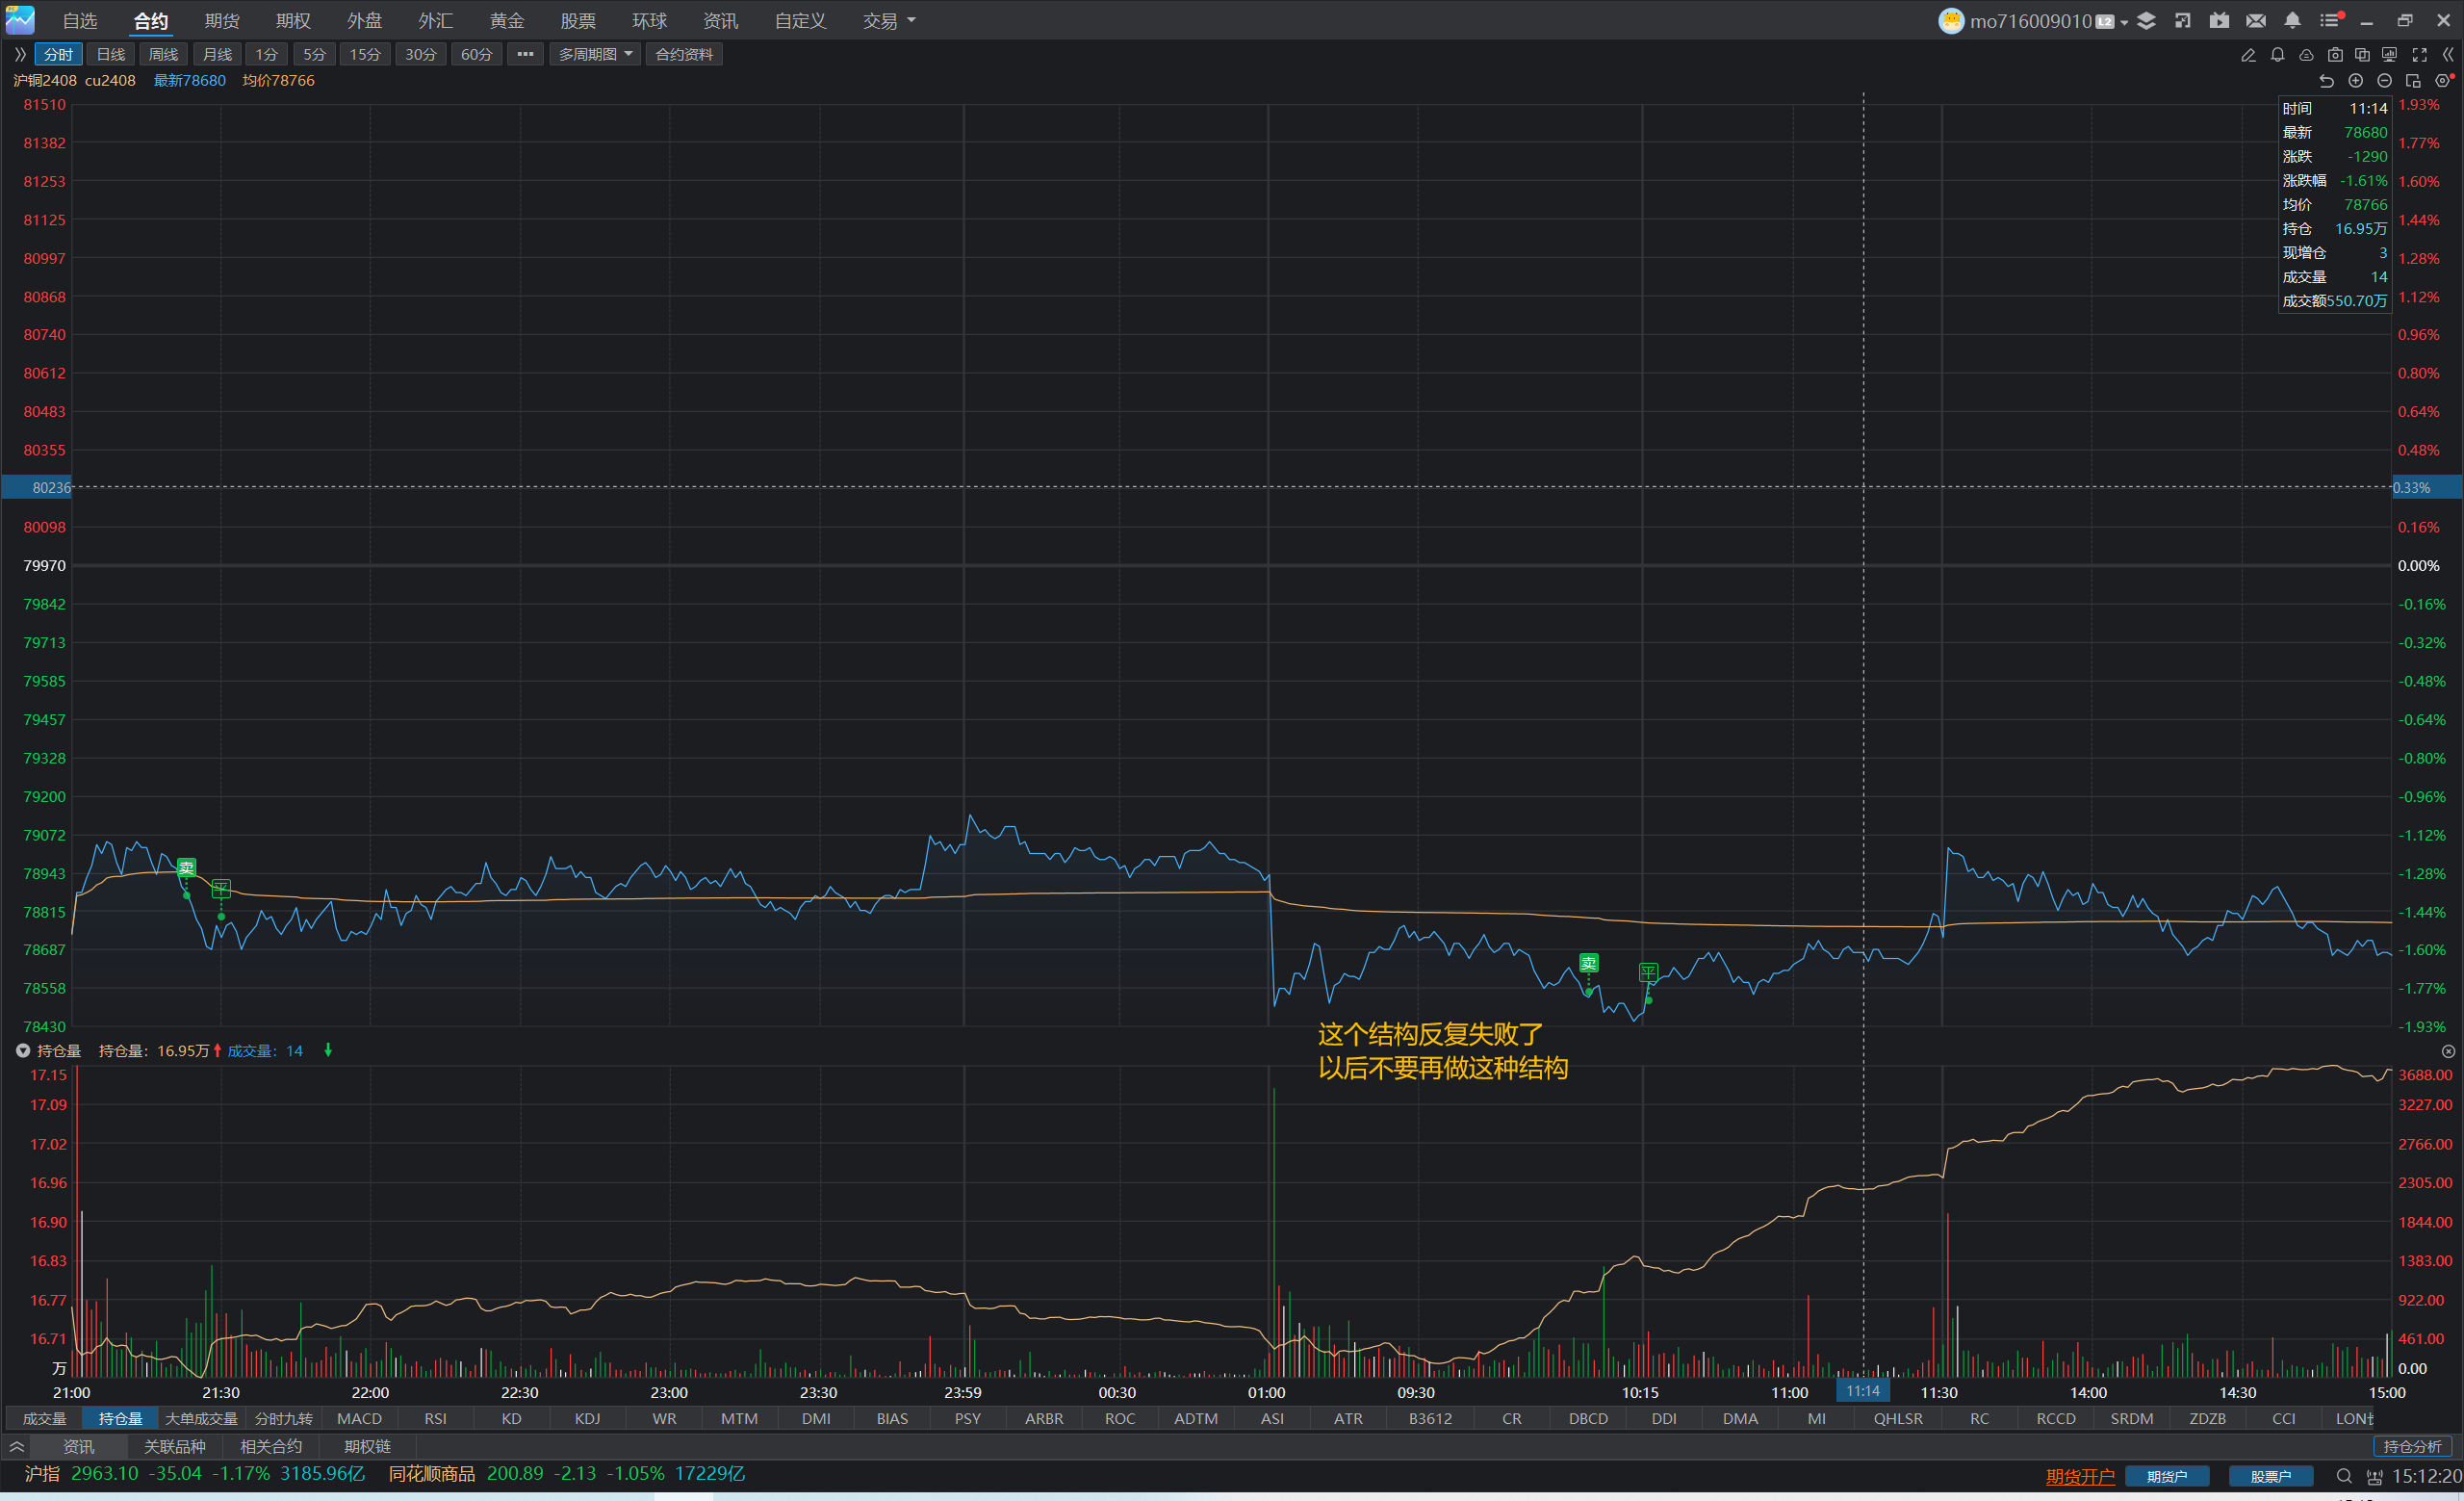 自选 合约 期货 期权 外盘 外汇 黄金 股票 环球 资讯 自定义 交易 mo716009010 L2
分时 日线 周线 月线 1分 5分 15分 30分 60分 ••• 多周期图 合约资料
沪铜2408 cu2408 最新78680 均价78766
81510 1.93%
81382 1.77%
81253 1.60%
81125 1.44%
80997 1.28%
80868 1.12%
80740 0.96%
80612 0.80%
80483 0.64%
80355 0.48%
80236 0.33%
80098 0.16%
79970 0.00%
79842 -0.16%
79713 -0.32%
79585 -0.48%
79457 -0.64%
79328 -0.80%
79200 -0.96%
79072 -1.12%
78943 -1.28%
78815 -1.44%
78687 -1.60%
78558 -1.77%
78430 -1.93%
时间 11:14
最新 78680
涨跌 -1290
涨跌幅 -1.61%
均价 78766
持仓 16.95万
现增仓 3
成交量 14
成交额550.70万
卖
平
卖
平
这个结构反复失败了
以后不要再做这种结构
持仓量 持仓量：16.95万 成交量：14
17.15 3688.00
17.09 3227.00
17.02 2766.00
16.96 2305.00
16.90 1844.00
16.83 1383.00
16.77 922.00
16.71 461.00
万 0.00
21:00 21:30 22:00 22:30 23:00 23:30 23:59 00:30 01:00 09:30 10:15 11:00 11:14 11:30 14:00 14:30 15:00
成交量 持仓量 大单成交量 分时九转 MACD RSI KD KDJ WR MTM DMI BIAS PSY ARBR ROC ADTM ASI ATR B3612 CR DBCD DDI DMA MI QHLSR RC RCCD SRDM ZDZB CCI
资讯 关联品种 相关合约 期权链 持仓分析
沪指 2963.10 -35.04 -1.17% 3185.96亿 同花顺商品 200.89 -2.13 -1.05% 17229亿 期货开户 期货户 股票户 15:12:20